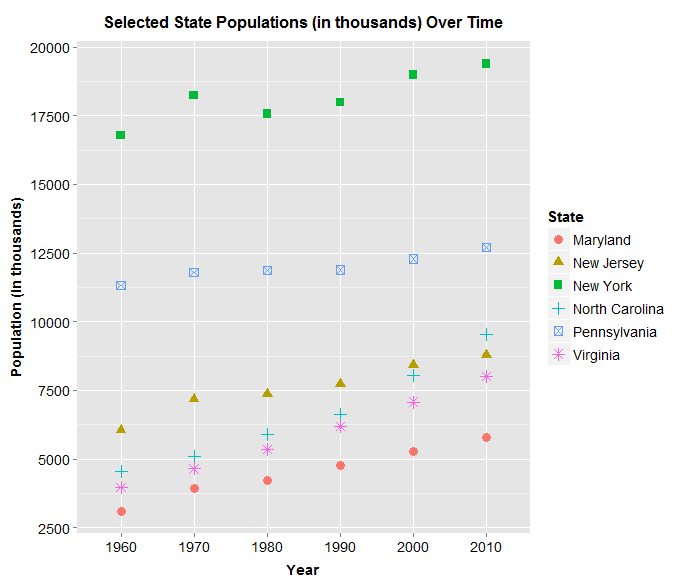 Selected State Populations (in thousands) Over Time
20000
17500
15000
12500
10000
7500
5000
2500
Population (in thousands)
1960 1970 1980 1990 2000 2010
Year
State
Maryland
New Jersey
New York
North Carolina
Pennsylvania
Virginia